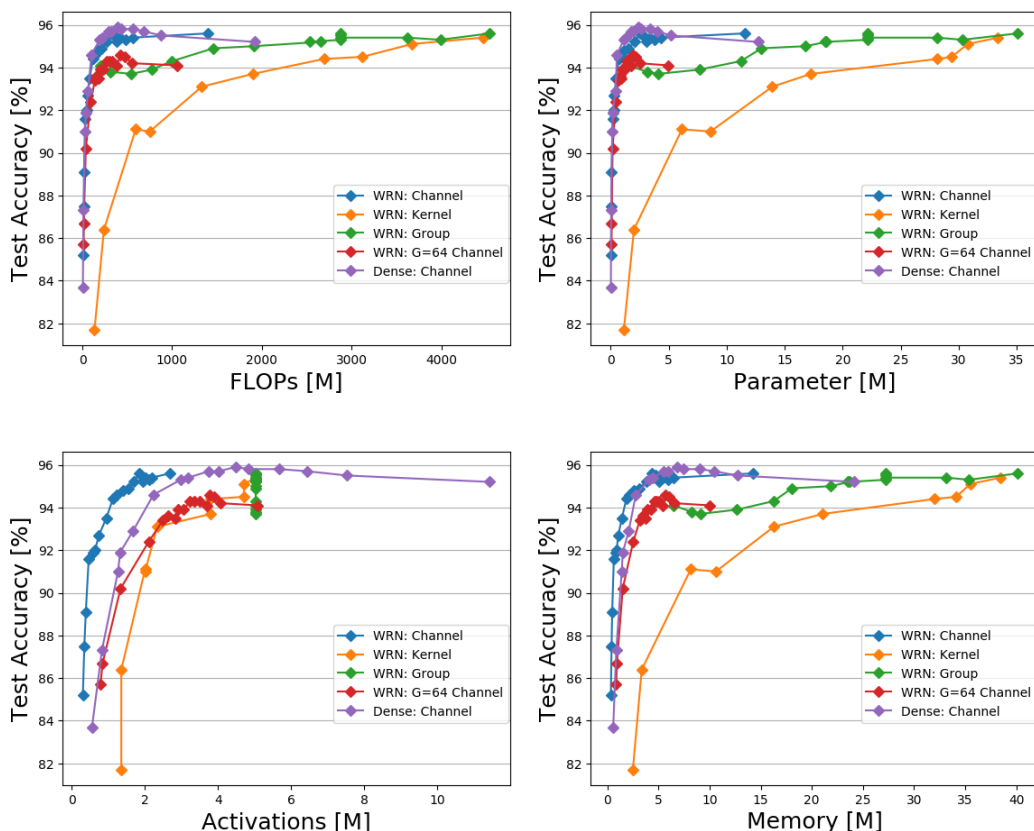 Test Accuracy [%]
96
94
92
90
88
86
84
82
WRN: Channel
WRN: Kernel
WRN: Group
WRN: G=64 Channel
Dense: Channel
0 1000 2000 3000 4000
FLOPs [M]
Test Accuracy [%]
96
94
92
90
88
86
84
82
WRN: Channel
WRN: Kernel
WRN: Group
WRN: G=64 Channel
Dense: Channel
0 5 10 15 20 25 30 35
Parameter [M]
Test Accuracy [%]
96
94
92
90
88
86
84
82
WRN: Channel
WRN: Kernel
WRN: Group
WRN: G=64 Channel
Dense: Channel
0 2 4 6 8 10
Activations [M]
Test Accuracy [%]
96
94
92
90
88
86
84
82
WRN: Channel
WRN: Kernel
WRN: Group
WRN: G=64 Channel
Dense: Channel
0 5 10 15 20 25 30 35 40
Memory [M]